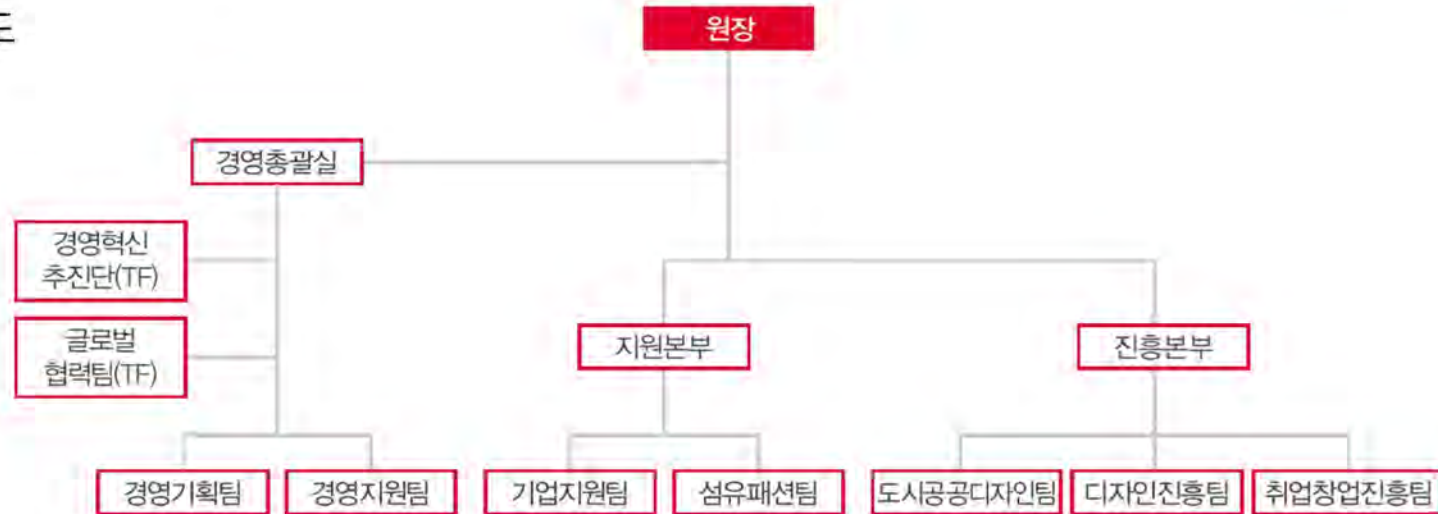 원장
경영총괄실
경영혁신
추진단(TF)
글로벌
협력팀(TF)
지원본부
진흥본부
경영기획팀
경영지원팀
기업지원팀
섬유패션팀
도시공공디자인팀
디자인진흥팀
취업창업진흥팀